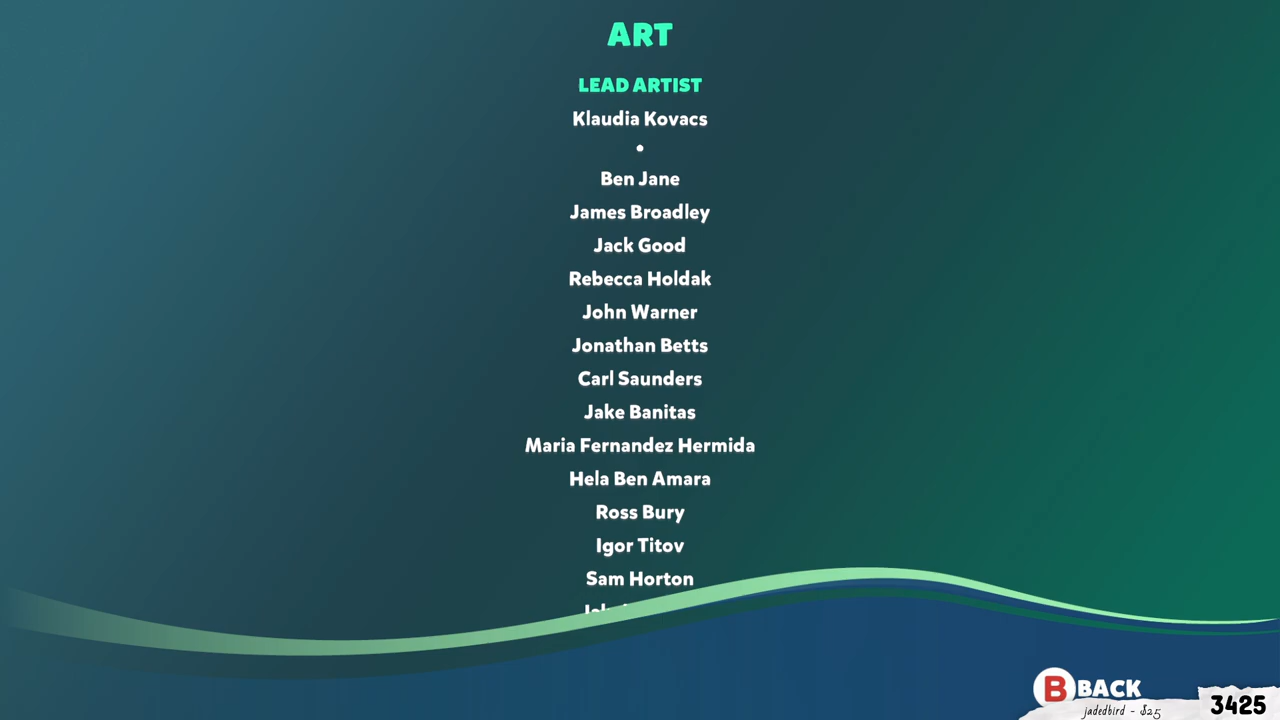 ART
LEAD ARTIST
Klaudia Kovacs
•
Ben Jane
James Broadley
Jack Good
Rebecca Holdak
John Warner
Jonathan Betts
Carl Saunders
Jake Banitas
Maria Fernandez Hermida
Hela Ben Amara
Ross Bury
Igor Titov
Sam Horton
B BACK
jadedbird - $25
3425